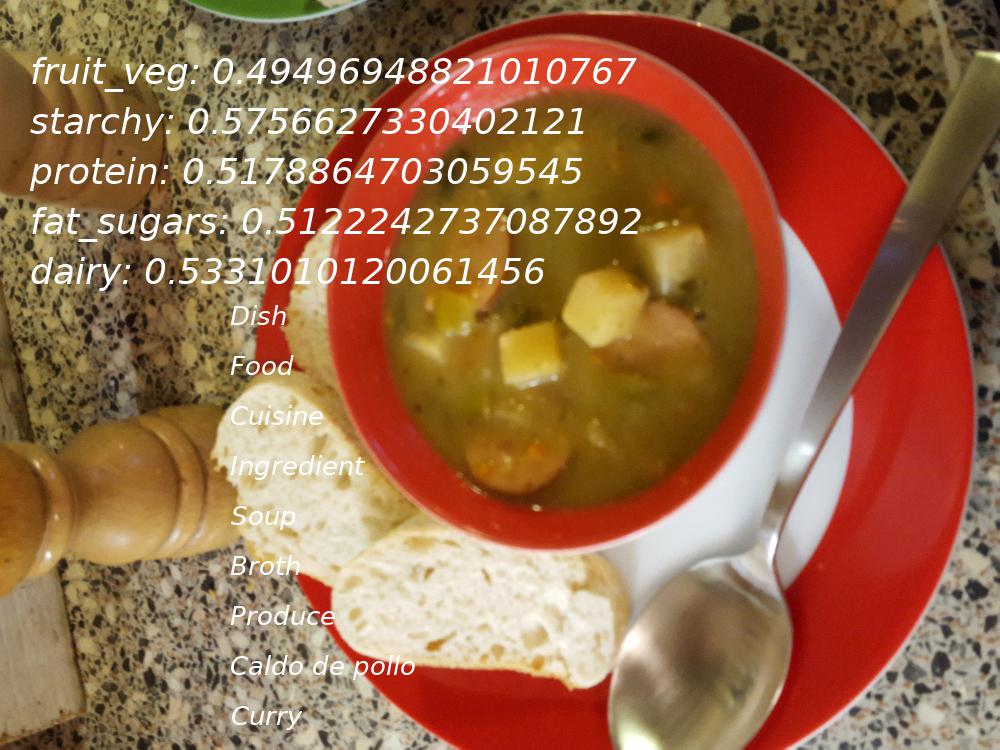 fruit_veg: 0.49496948821010767
starchy: 0.5756627330402121
protein: 0.5178864703059545
fat_sugars: 0.5122242737087892
dairy: 0.5331010120061456
Dish
Food
Cuisine
Ingredient
Soup
Broth
Produce
Caldo de pollo
Curry